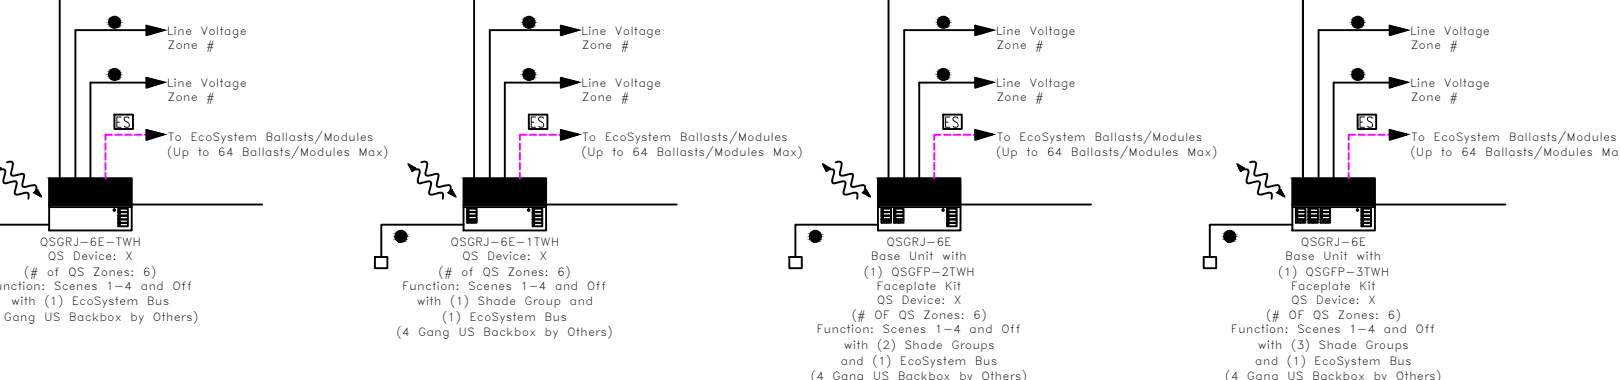 Line Voltage
Zone #
Line Voltage
Zone #
ES
To EcoSystem Ballasts/Modules
(Up to 64 Ballasts/Modules Max)
QSGRJ-6E-TWH
QS Device: X
(# of QS Zones: 6)
Scenes 1-4 and Off
with (1) EcoSystem Bus
Gang US Backbox by Others)
Line Voltage
Zone #
Line Voltage
Zone #
ES
To EcoSystem Ballasts/Modules
(Up to 64 Ballasts/Modules Max)
QSGRJ-6E-1TWH
QS Device: X
(# of QS Zones: 6)
Function: Scenes 1-4 and Off
with (1) Shade Group and
(1) EcoSystem Bus
(4 Gang US Backbox by Others)
Line Voltage
Zone #
Line Voltage
Zone #
ES
To EcoSystem Ballasts/Modules
(Up to 64 Ballasts/Modules Max)
QSGRJ-6E
Base Unit with
(1) QSGFP-2TWH
Faceplate Kit
QS Device: X
(# OF QS Zones: 6)
Function: Scenes 1-4 and Off
with (2) Shade Groups
and (1) EcoSystem Bus
(4 Gang US Backbox by Others)
Line Voltage
Zone #
Line Voltage
Zone #
ES
To EcoSystem Ballasts/Modules
(Up to 64 Ballasts/Modules
QSGRJ-6E
Base Unit with
(1) QSGFP-3TWH
Faceplate Kit
QS Device: X
(# OF QS Zones: 6)
Function: Scenes 1-4 and Off
with (3) Shade Groups
and (1) EcoSystem Bus
(4 Gang US Backbox by Others)